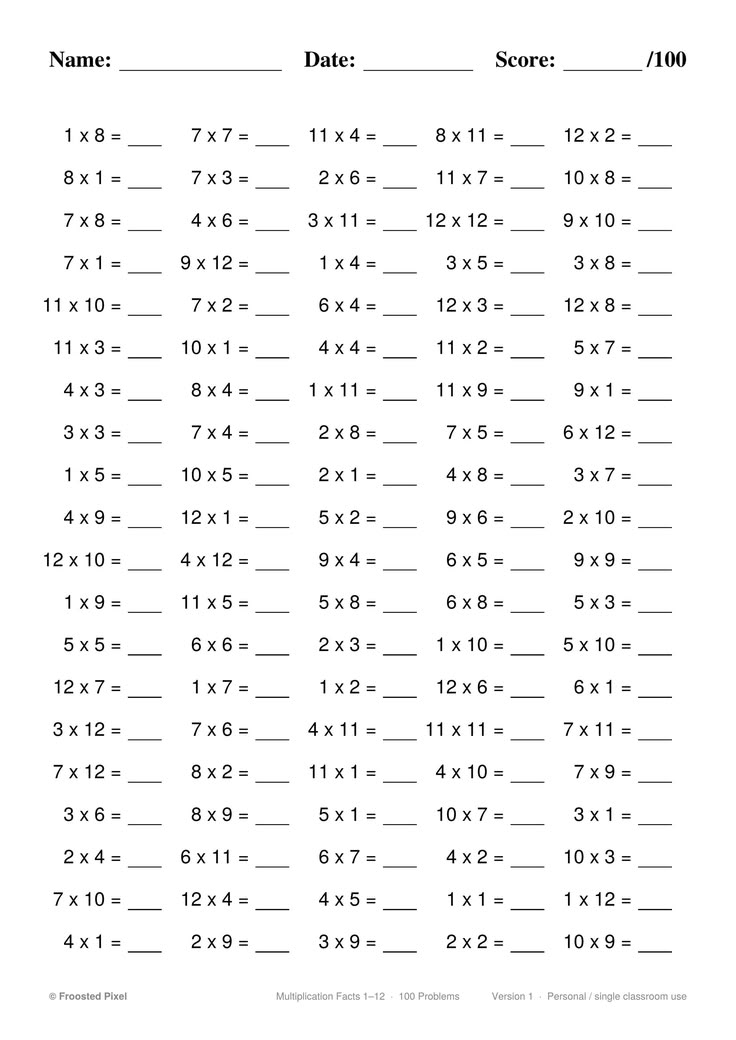 Name: _______________ Date: __________ Score: _______ /100
1 x 8 = ___ 7 x 7 = ___ 11 x 4 = ___ 8 x 11 = ___ 12 x 2 = ___
8 x 1 = ___ 7 x 3 = ___ 2 x 6 = ___ 11 x 7 = ___ 10 x 8 = ___
7 x 8 = ___ 4 x 6 = ___ 3 x 11 = ___ 12 x 12 = ___ 9 x 10 = ___
7 x 1 = ___ 9 x 12 = ___ 1 x 4 = ___ 3 x 5 = ___ 3 x 8 = ___
11 x 10 = ___ 7 x 2 = ___ 6 x 4 = ___ 12 x 3 = ___ 12 x 8 = ___
11 x 3 = ___ 10 x 1 = ___ 4 x 4 = ___ 11 x 2 = ___ 5 x 7 = ___
4 x 3 = ___ 8 x 4 = ___ 1 x 11 = ___ 11 x 9 = ___ 9 x 1 = ___
3 x 3 = ___ 7 x 4 = ___ 2 x 8 = ___ 7 x 5 = ___ 6 x 12 = ___
1 x 5 = ___ 10 x 5 = ___ 2 x 1 = ___ 4 x 8 = ___ 3 x 7 = ___
4 x 9 = ___ 12 x 1 = ___ 5 x 2 = ___ 9 x 6 = ___ 2 x 10 = ___
12 x 10 = ___ 4 x 12 = ___ 9 x 4 = ___ 6 x 5 = ___ 9 x 9 = ___
1 x 9 = ___ 11 x 5 = ___ 5 x 8 = ___ 6 x 8 = ___ 5 x 3 = ___
5 x 5 = ___ 6 x 6 = ___ 2 x 3 = ___ 1 x 10 = ___ 5 x 10 = ___
12 x 7 = ___ 1 x 7 = ___ 1 x 2 = ___ 12 x 6 = ___ 6 x 1 = ___
3 x 12 = ___ 7 x 6 = ___ 4 x 11 = ___ 11 x 11 = ___ 7 x 11 = ___
7 x 12 = ___ 8 x 2 = ___ 11 x 1 = ___ 4 x 10 = ___ 7 x 9 = ___
3 x 6 = ___ 8 x 9 = ___ 5 x 1 = ___ 10 x 7 = ___ 3 x 1 = ___
2 x 4 = ___ 6 x 11 = ___ 6 x 7 = ___ 4 x 2 = ___ 10 x 3 = ___
7 x 10 = ___ 12 x 4 = ___ 4 x 5 = ___ 1 x 1 = ___ 1 x 12 = ___
4 x 1 = ___ 2 x 9 = ___ 3 x 9 = ___ 2 x 2 = ___ 10 x 9 = ___
© Froosted Pixel Multiplication Facts 1–12 · 100 Problems Version 1 · Personal / single classroom use